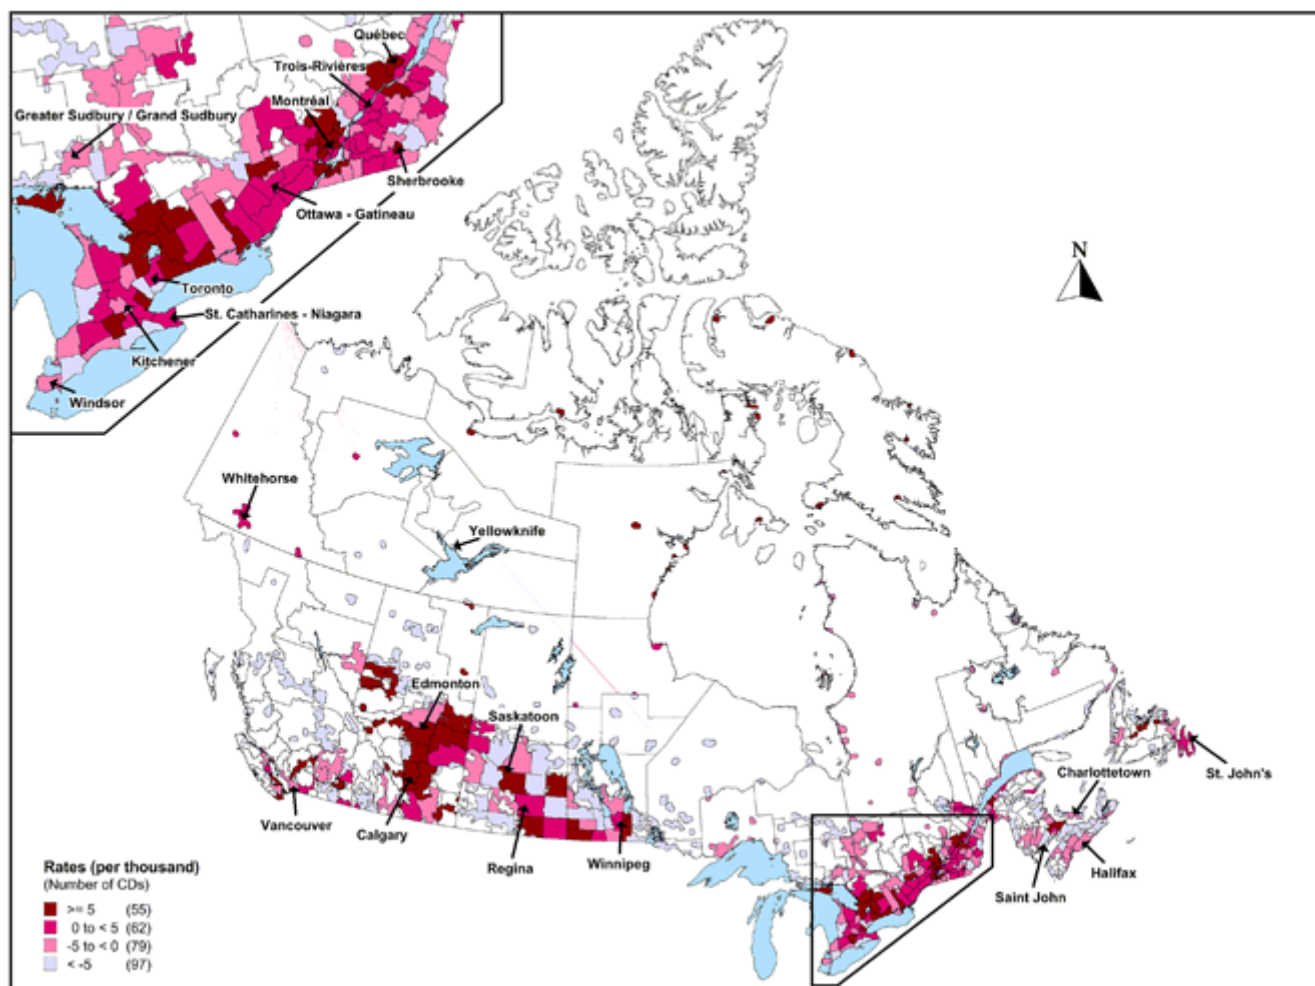 Québec
Trois-Rivières
Montréal
Greater Sudbury / Grand Sudbury
Sherbrooke
Ottawa - Gatineau
Toronto
St. Catharines - Niagara
Kitchener
Windsor
N
Whitehorse
Yellowknife
Edmonton
Saskatoon
Vancouver
Calgary
Regina
Winnipeg
Charlottetown
St. John's
Halifax
Saint John
Rates (per thousand)
(Number of CDs)
>= 5 (55)
0 to < 5 (62)
-5 to < 0 (79)
< -5 (97)